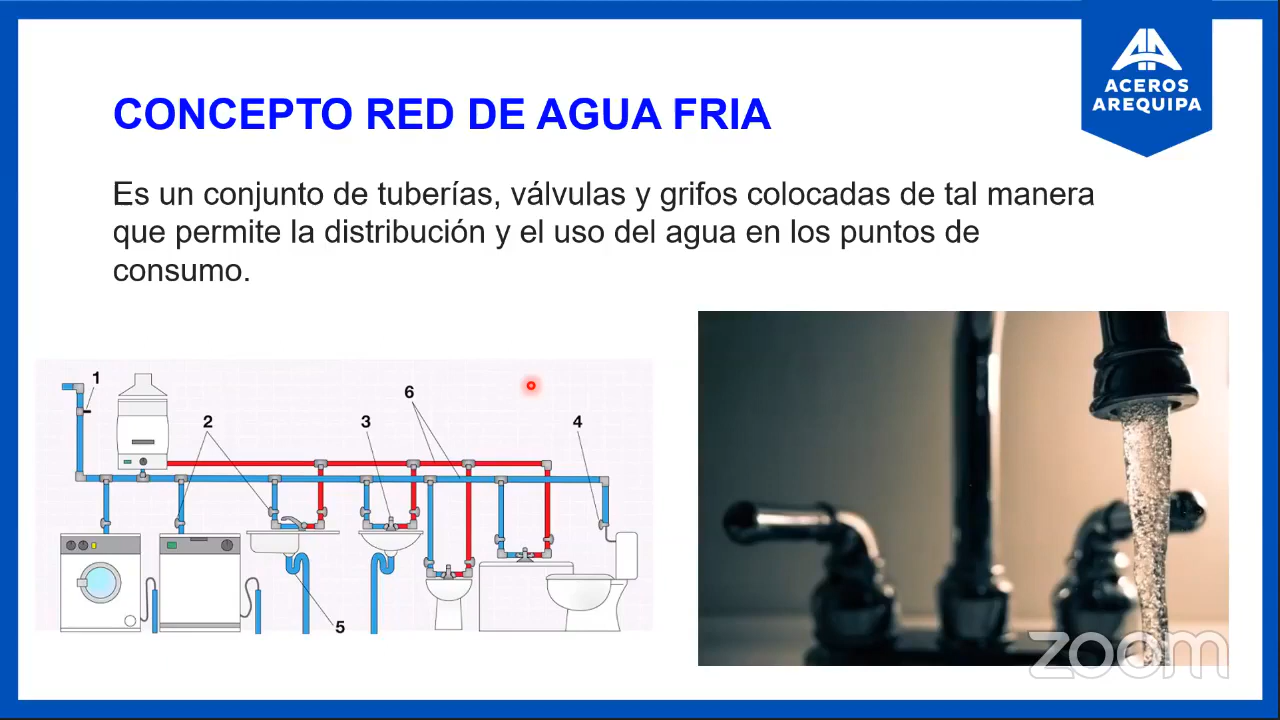 ACEROS
AREQUIPA
CONCEPTO RED DE AGUA FRIA
Es un conjunto de tuberías, válvulas y grifos colocadas de tal manera
que permite la distribución y el uso del agua en los puntos de
consumo.
1
2
3
6
4
5
zoom